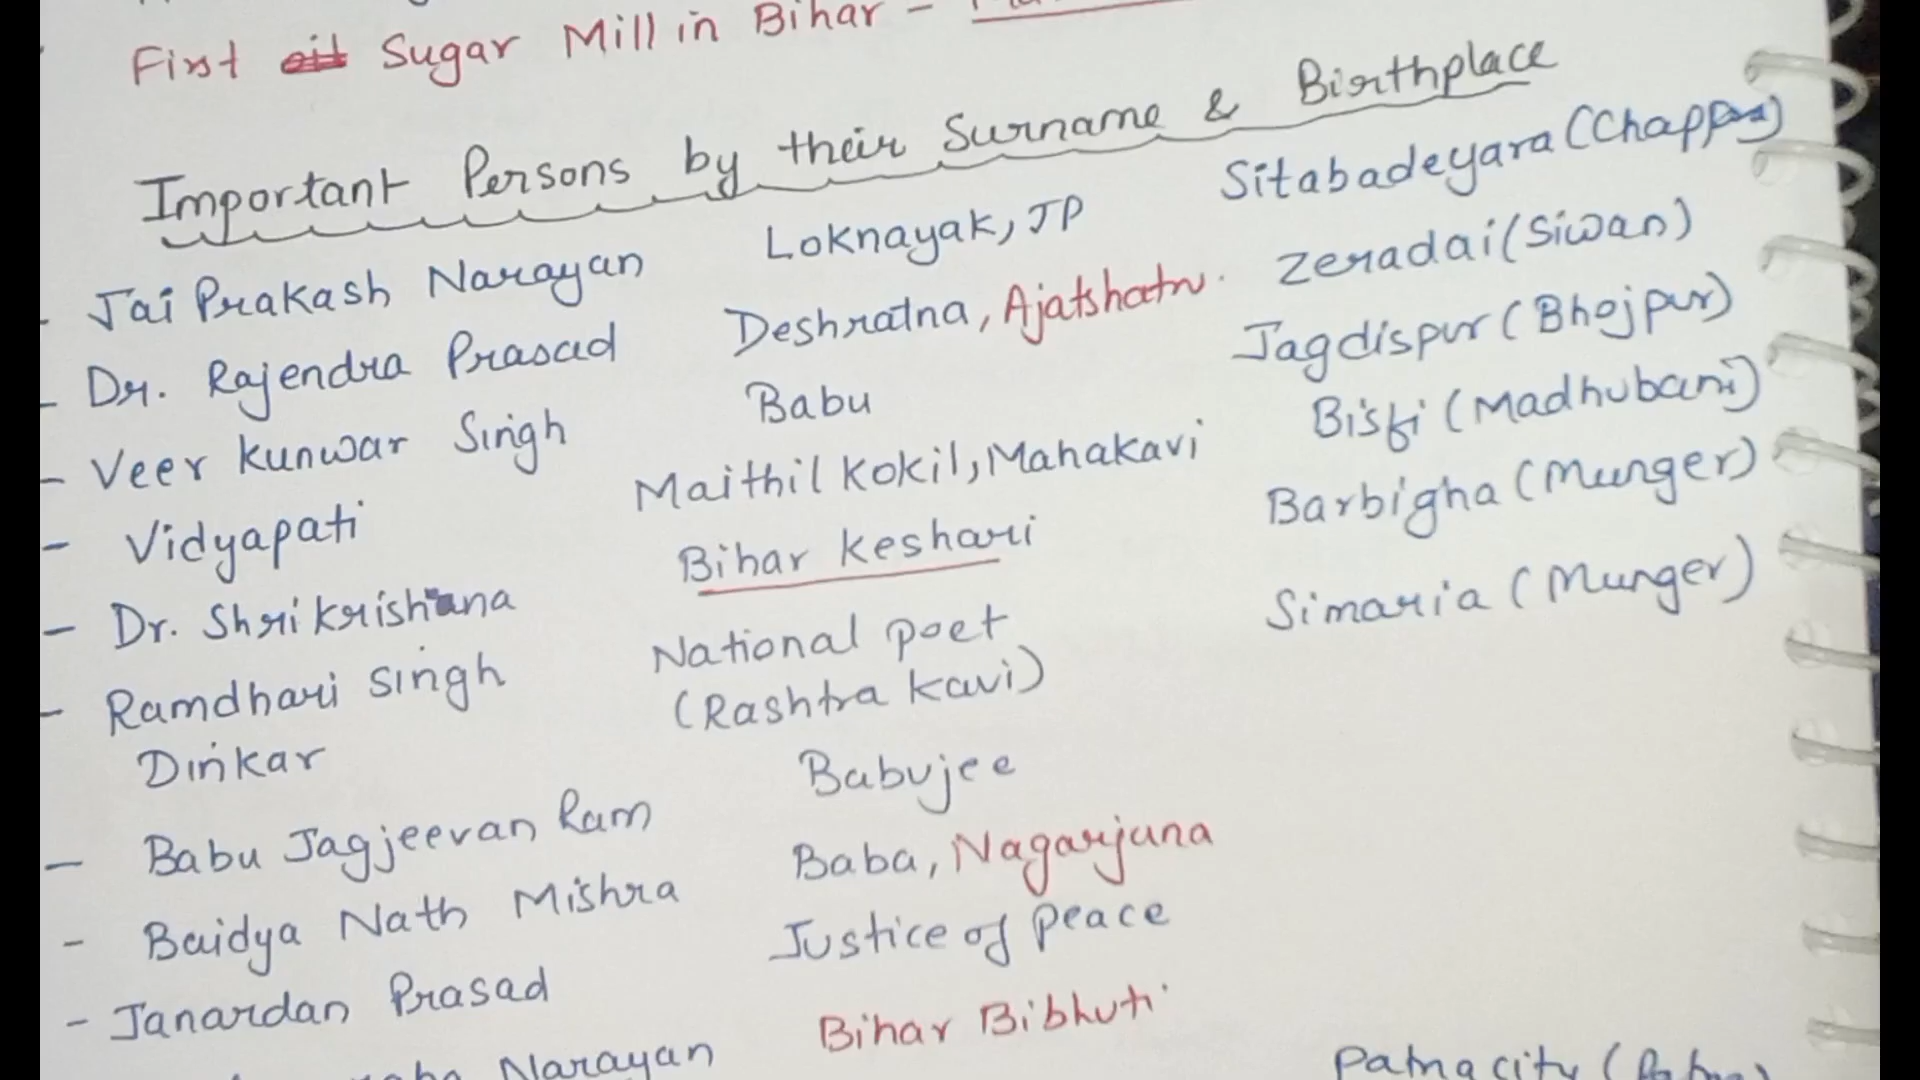 First Sugar Mill in Bihar -
Important Persons by their Surname & Birthplace
- Jai Prakash Narayan Loknayak, JP Sitabadeyara (Chappra)
- Dr. Rajendra Prasad Deshratna, Ajatshatru. Zeradai (Siwan)
- Veer Kunwar Singh Babu Jagdispur (Bhojpur)
- Vidyapati Maithil Kokil, Mahakavi Bisfi (Madhubani)
- Dr. Shri Krishana Bihar Keshari Barbigha (Munger)
- Ramdhari Singh National poet Simaria (Munger)
Dinkar (Rashtra Kavi)
- Babu Jagjeevan Ram Babujee
- Baidya Nath Mishra Baba, Nagarjuna
- Janardan Prasad Justice of Peace
Narayan Bihar Bibhuti Patna city (Patna)